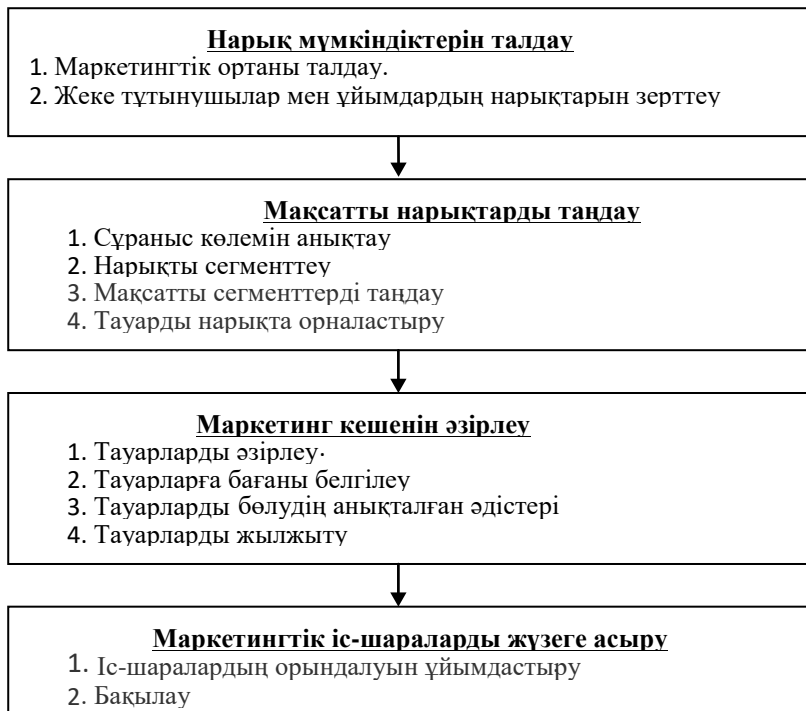 Нарық мүмкіндіктерін талдау
1. Маркетингтік ортаны талдау.
2. Жеке тұтынушылар мен ұйымдардың нарықтарын зерттеу
Мақсатты нарықтарды таңдау
1. Сұраныс көлемін анықтау
2. Нарықты сегменттеу
3. Мақсатты сегменттерді таңдау
4. Тауарды нарықта орналастыру
Маркетинг кешенін әзірлеу
1. Тауарларды әзірлеу.
2. Тауарларға бағаны белгілеу
3. Тауарларды бөлудің анықталған әдістері
4. Тауарларды жылжыту
Маркетингтік іс-шараларды жүзеге асыру
1. Іс-шаралардың орындалуын ұйымдастыру
2. Бақылау